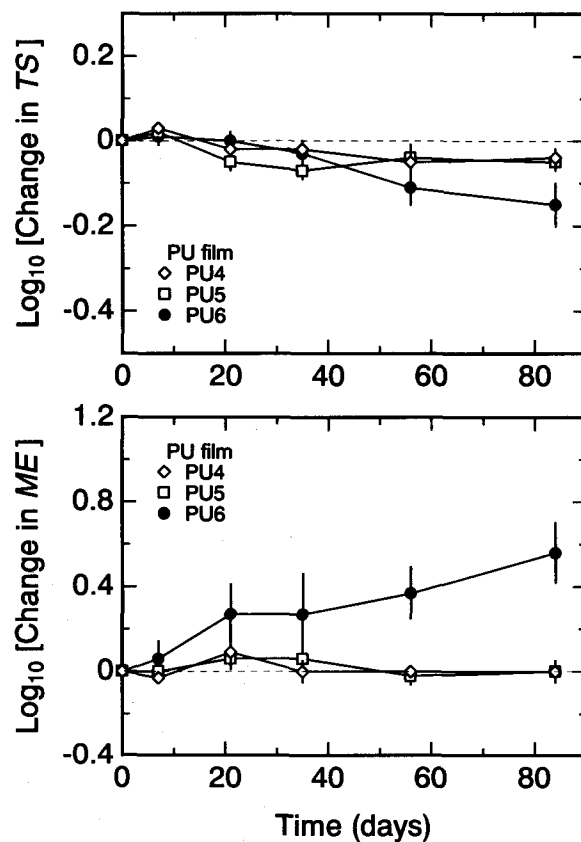 Log₁₀ [Change in TS]
0.2
0
-0.2
-0.4
PU film
PU4
PU5
PU6
0 20 40 60 80
Log₁₀ [Change in ME]
1.2
0.8
0.4
0
-0.4
PU film
PU4
PU5
PU6
0 20 40 60 80
Time (days)